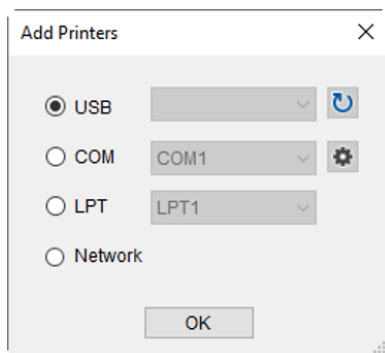 Add Printers
USB
COM COM1
LPT LPT1
Network
OK